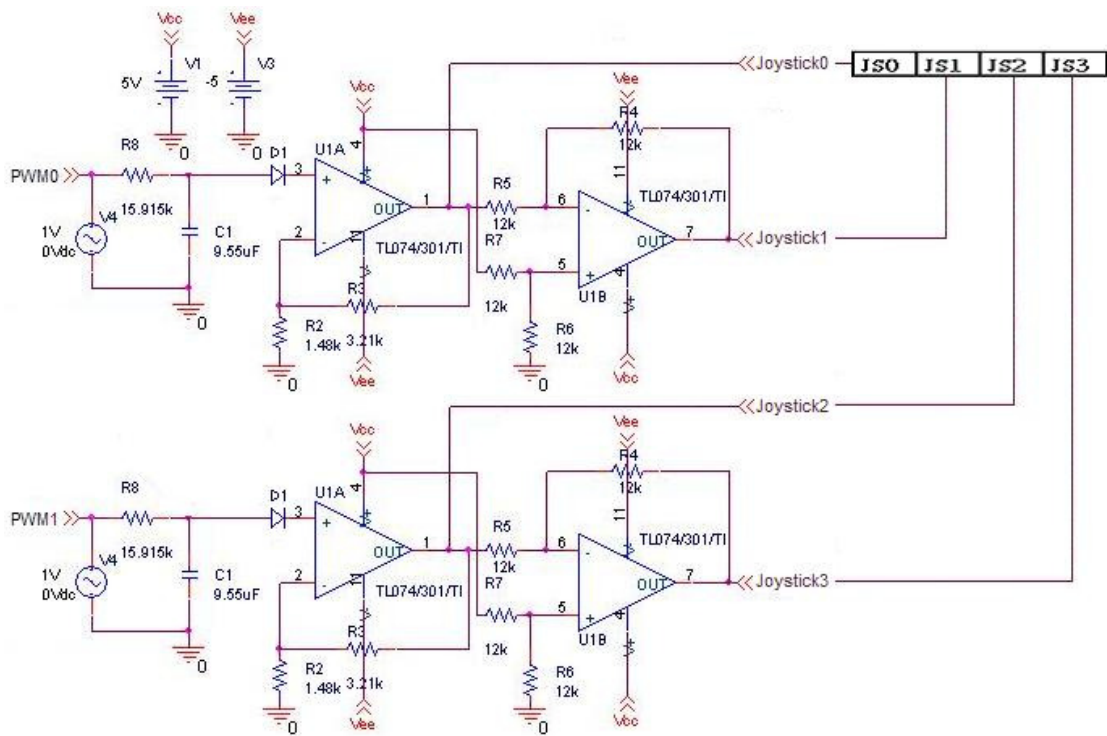 Vcc
Vee
V1
5V
V3
-5
0
0
Joystick0
JS0 JS1 JS2 JS3
PWM0
R8
15.915k
V4
1V
0Vdc
C1
9.55uF
0
D1
U1A
Vcc
4
3
+
2
-
OUT
1
11
TL074/301/TI
R2
1.48k
0
R3
3.21k
Vee
R5
12k
R7
12k
R6
12k
0
Vee
R4
12k
11
TL074/301/TI
6
-
5
+
OUT
7
4
U1B
Vcc
Joystick1
Joystick2
PWM1
R8
15.915k
V4
1V
0Vdc
C1
9.55uF
0
D1
U1A
Vcc
4
3
+
2
-
OUT
1
11
TL074/301/TI
R2
1.48k
0
R3
3.21k
Vee
R5
12k
R7
12k
R6
12k
0
Vee
R4
12k
11
TL074/301/TI
6
-
5
+
OUT
7
4
U1B
Vcc
Joystick3